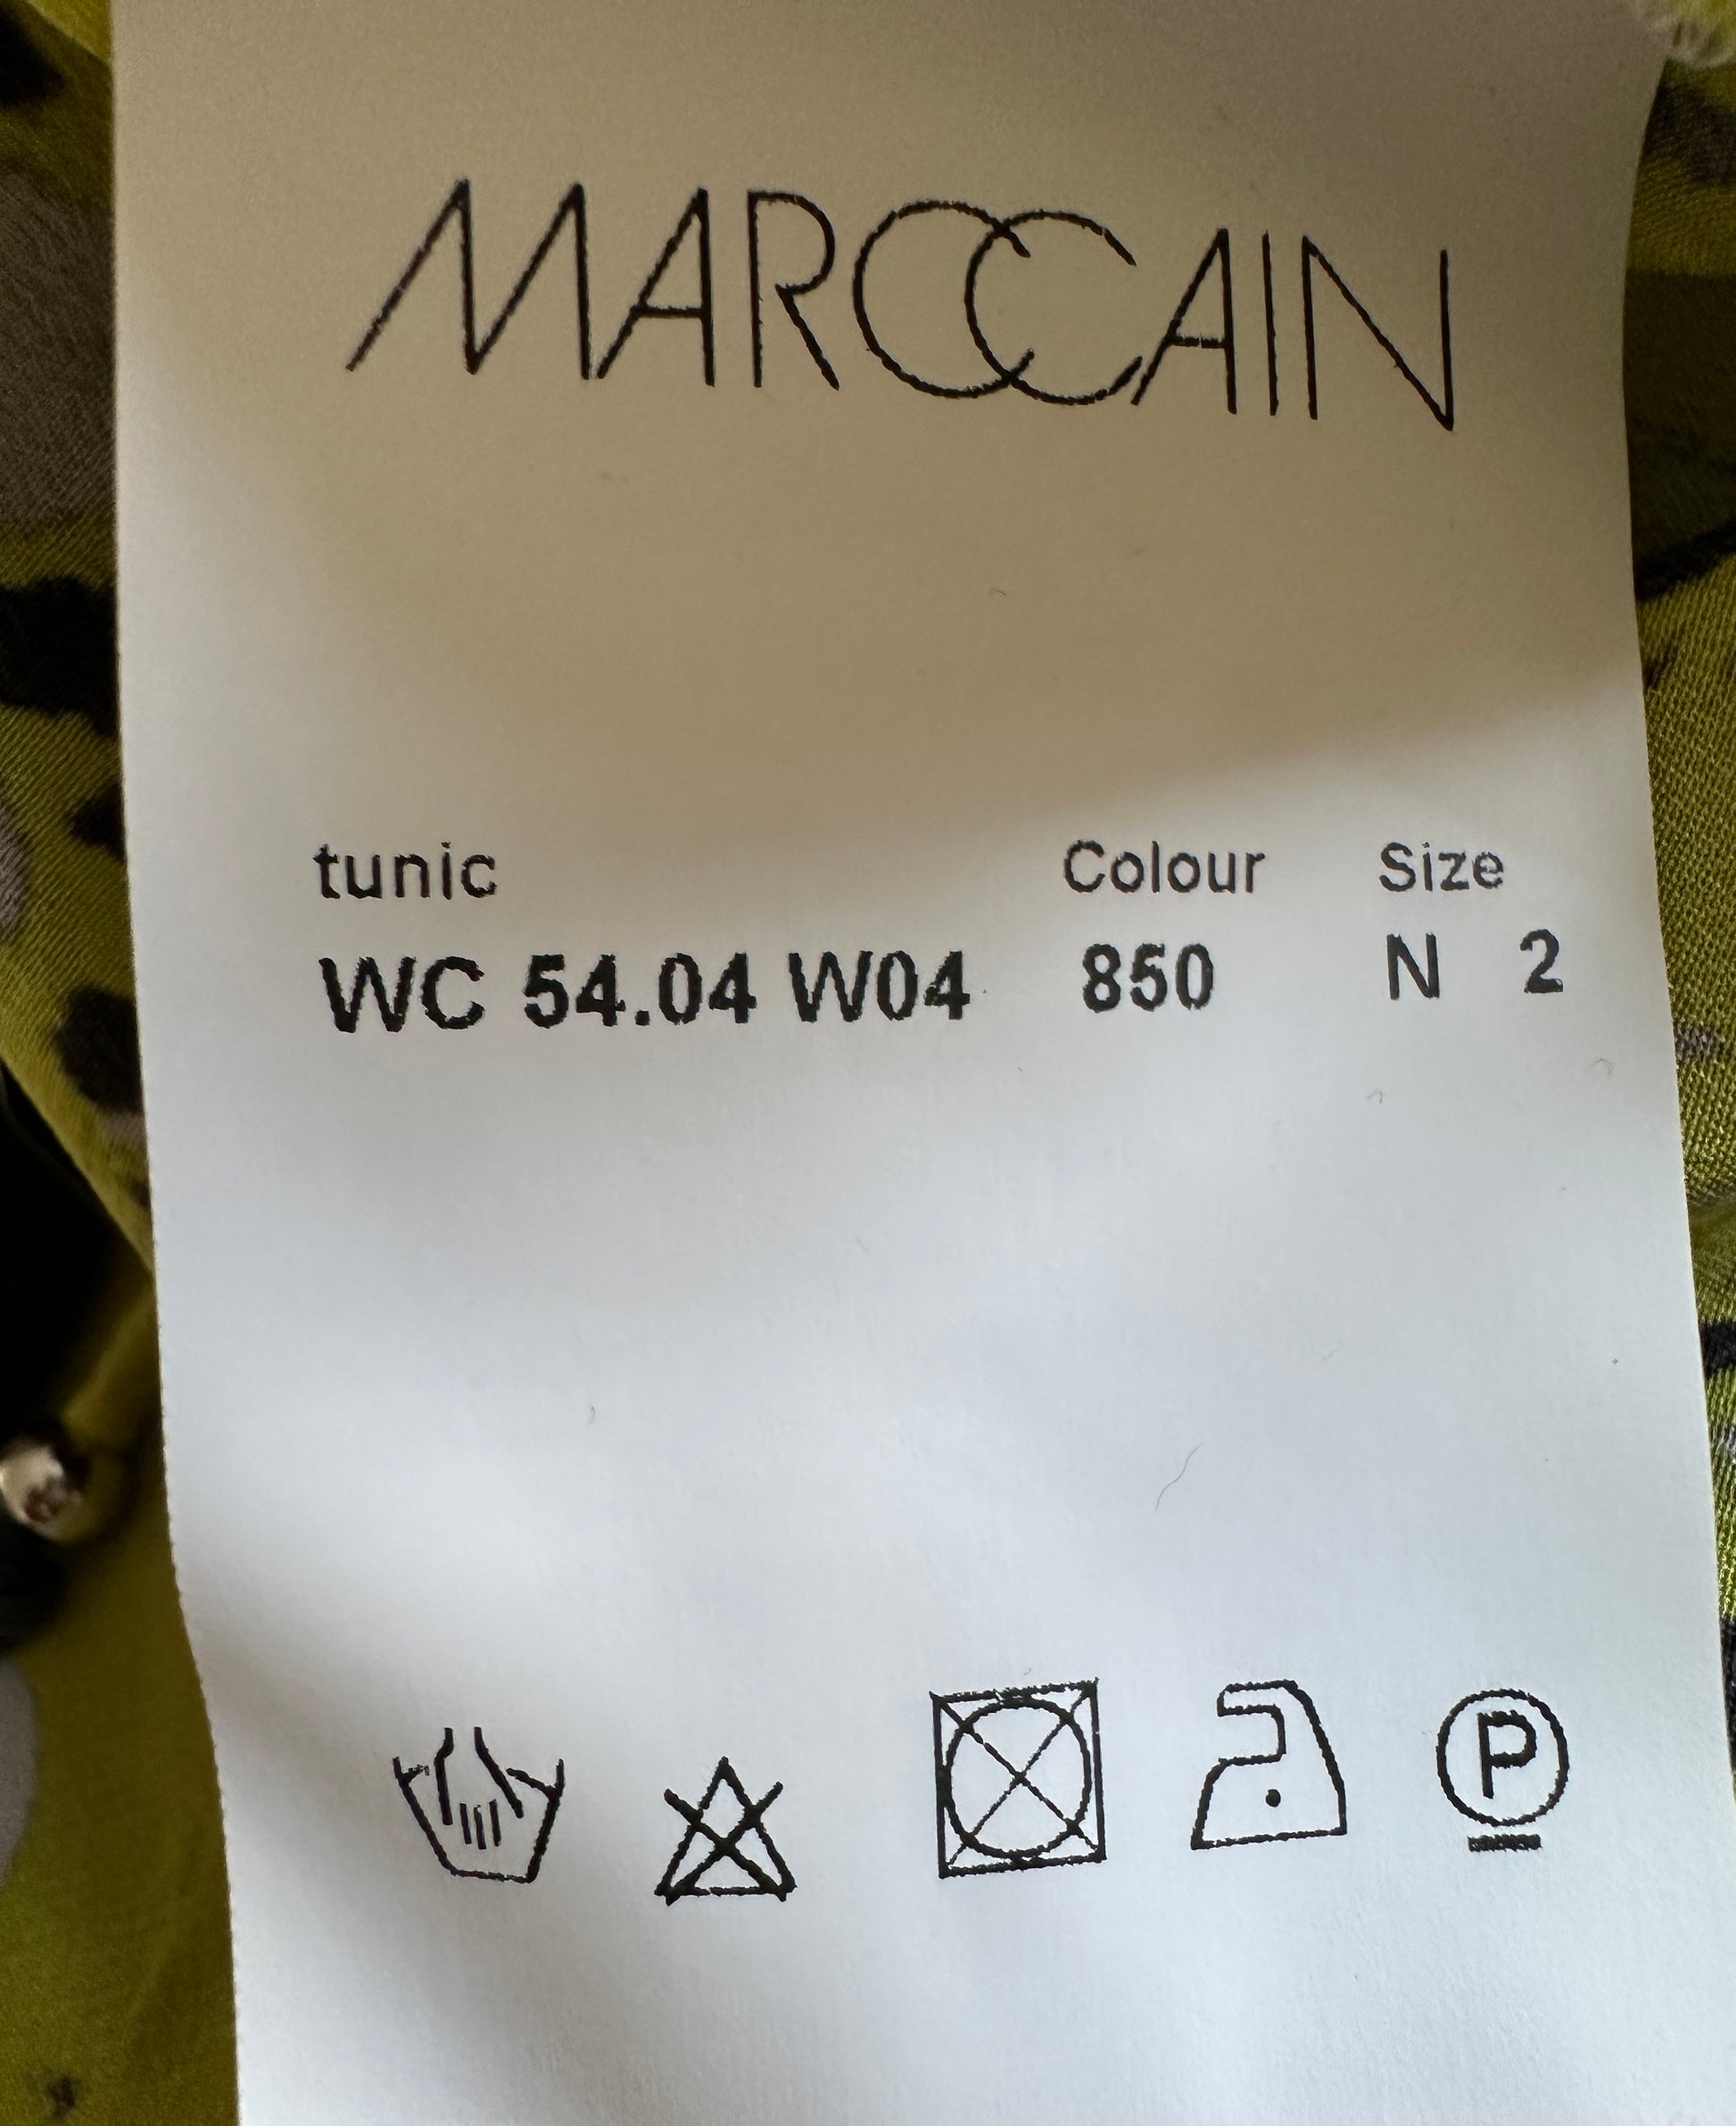 MARCCAIN
tunic Colour Size
WC 54.04 W04 850 N 2
P